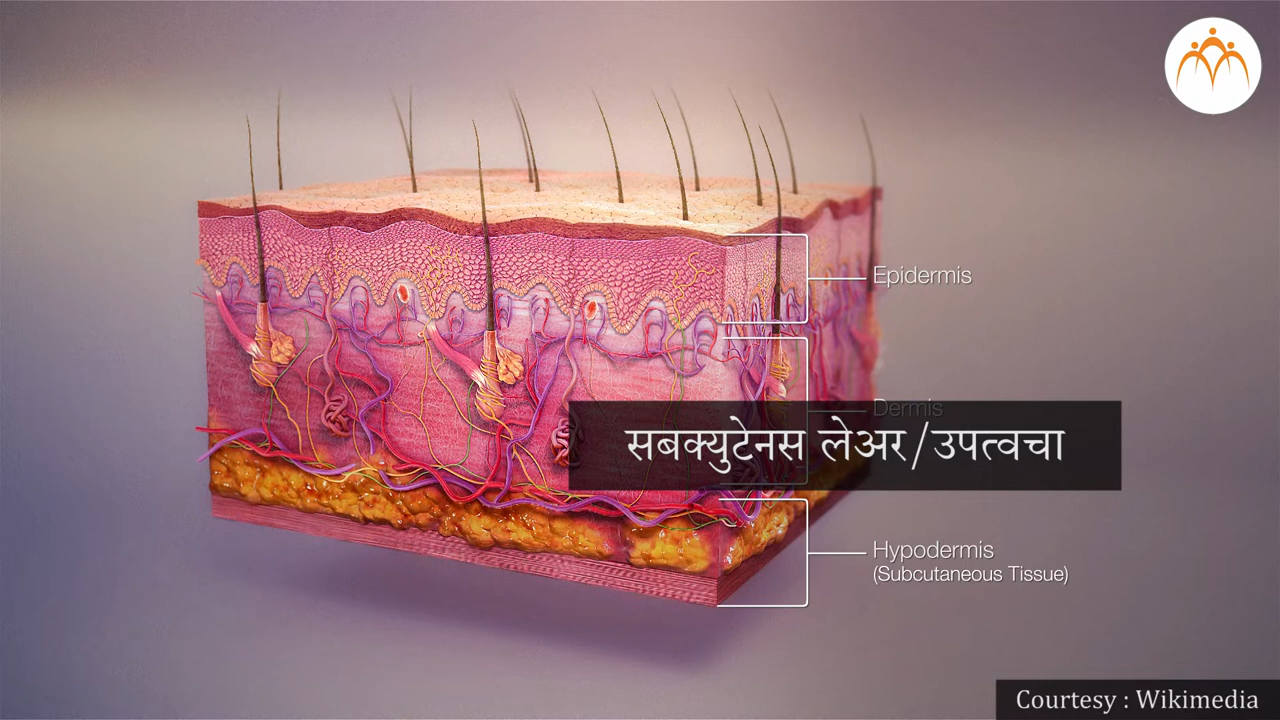 Epidermis
Dermis
सबक्युटेनस लेअर/उपत्वचा
Hypodermis
(Subcutaneous Tissue)
Courtesy : Wikimedia